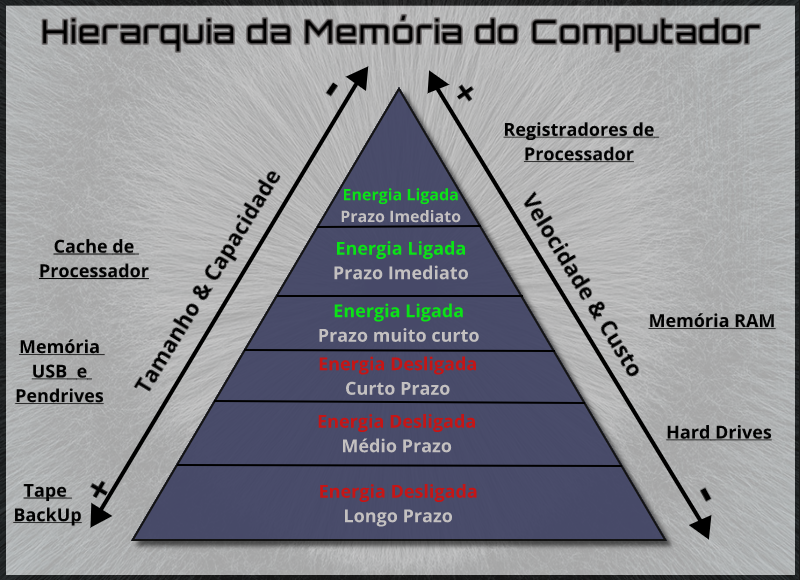 Hierarquia da Memória do Computador
-
+
Registradores de
Processador
Tamanho & Capacidade
Velocidade & Custo
Energia Ligada
Prazo Imediato
Cache de
Processador
Energia Ligada
Prazo Imediato
Energia Ligada
Prazo muito curto
Memória RAM
Memória
USB e
Pendrives
Energia Desligada
Curto Prazo
Energia Desligada
Médio Prazo
Hard Drives
Tape
BackUp
+
-
Energia Desligada
Longo Prazo